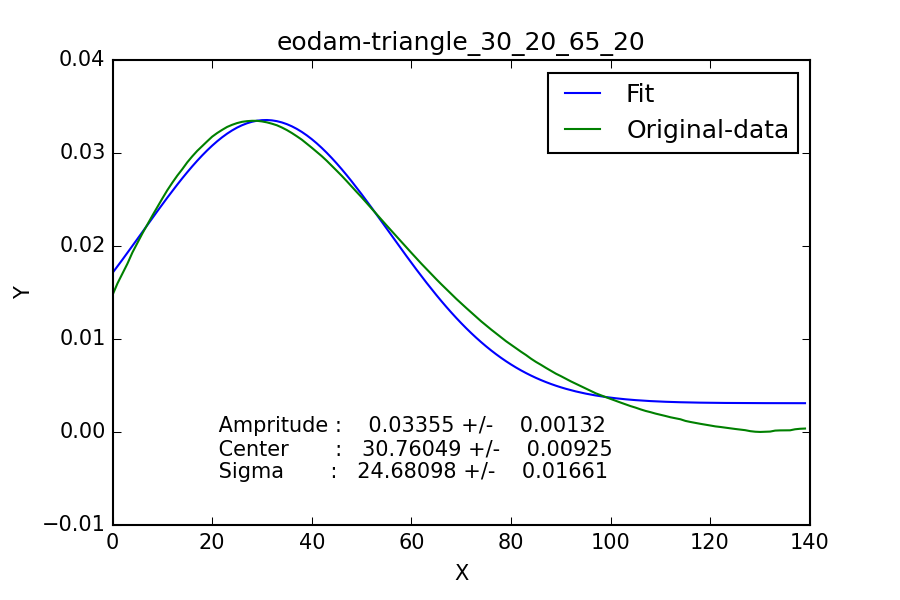 eodam-triangle_30_20_65_20
0.04
0.03
0.02
0.01
0.00
−0.01
Y
Fit
Original-data
Ampritude : 0.03355 +/- 0.00132
Center : 30.76049 +/- 0.00925
Sigma : 24.68098 +/- 0.01661
0 20 40 60 80 100 120 140
X